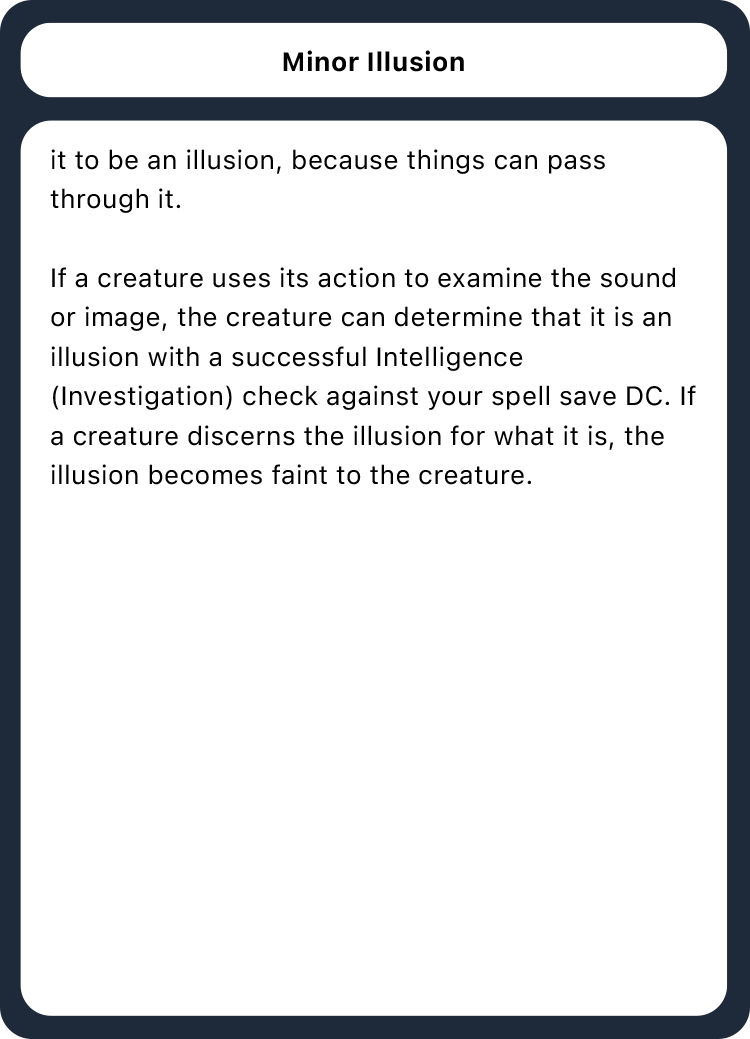 Minor Illusion
it to be an illusion, because things can pass
through it.
If a creature uses its action to examine the sound
or image, the creature can determine that it is an
illusion with a successful Intelligence
(Investigation) check against your spell save DC. If
a creature discerns the illusion for what it is, the
illusion becomes faint to the creature.